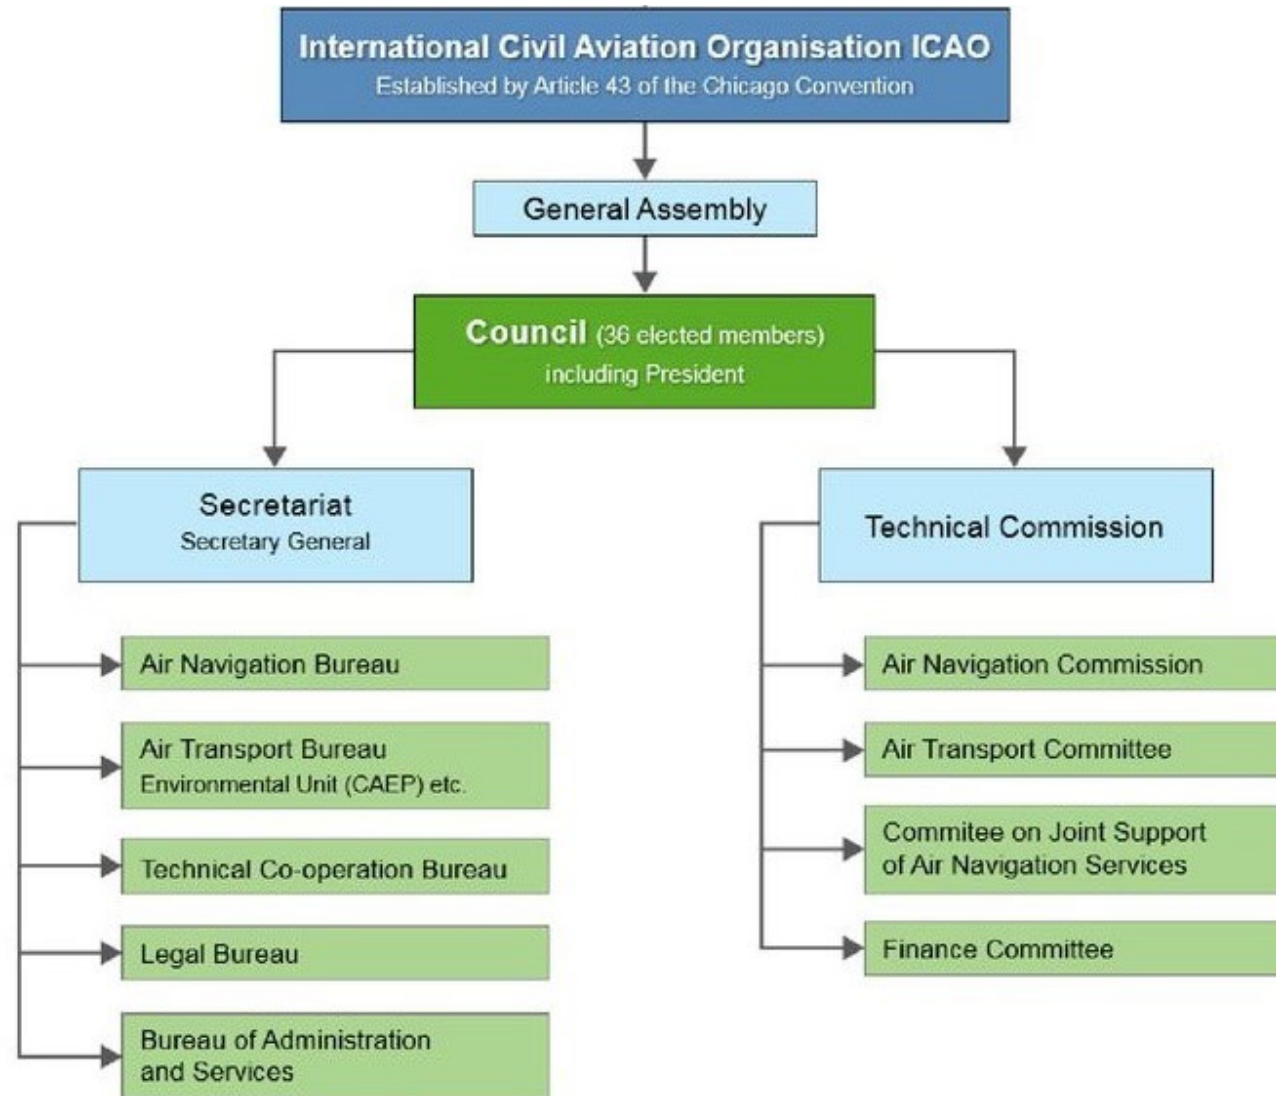 International Civil Aviation Organisation ICAO
Established by Article 43 of the Chicago Convention
General Assembly
Council (36 elected members)
including President
Secretariat
Secretary General
Air Navigation Bureau
Air Transport Bureau
Environmental Unit (CAEP) etc.
Technical Co-operation Bureau
Legal Bureau
Bureau of Administration
and Services
Technical Commission
Air Navigation Commission
Air Transport Committee
Commitee on Joint Support
of Air Navigation Services
Finance Committee